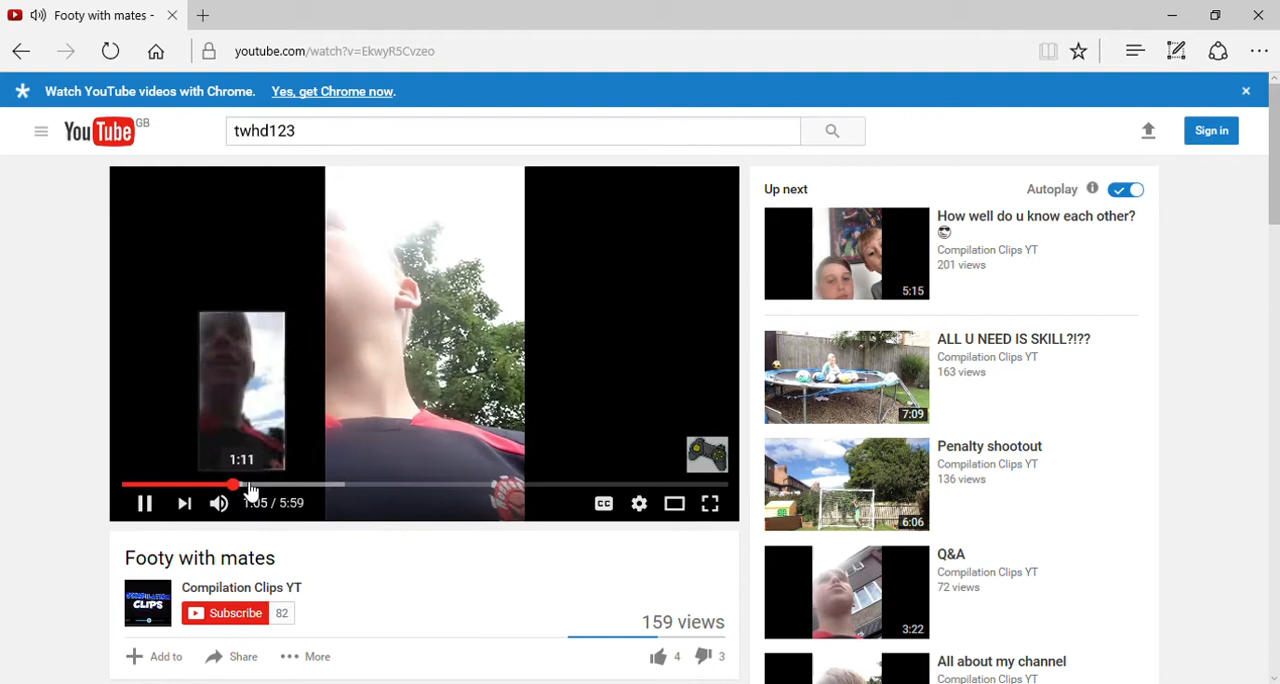 Footy with mates -
youtube.com/watch?v=EkwyR5Cvzeo
Watch YouTube videos with Chrome. Yes, get Chrome now.
YouTube GB
twhd123
Sign in
Up next
Autoplay
How well do u know each other?
😎
Compilation Clips YT
201 views
5:15
ALL U NEED IS SKILL?!??
Compilation Clips YT
163 views
7:09
Penalty shootout
Compilation Clips YT
136 views
6:06
Q&A
Compilation Clips YT
72 views
3:22
All about my channel
Compilation Clips YT
1:11
1:05 / 5:59
CC
Footy with mates
Compilation Clips YT
CLIPS
Subscribe 82
159 views
Add to
Share
More
4
3